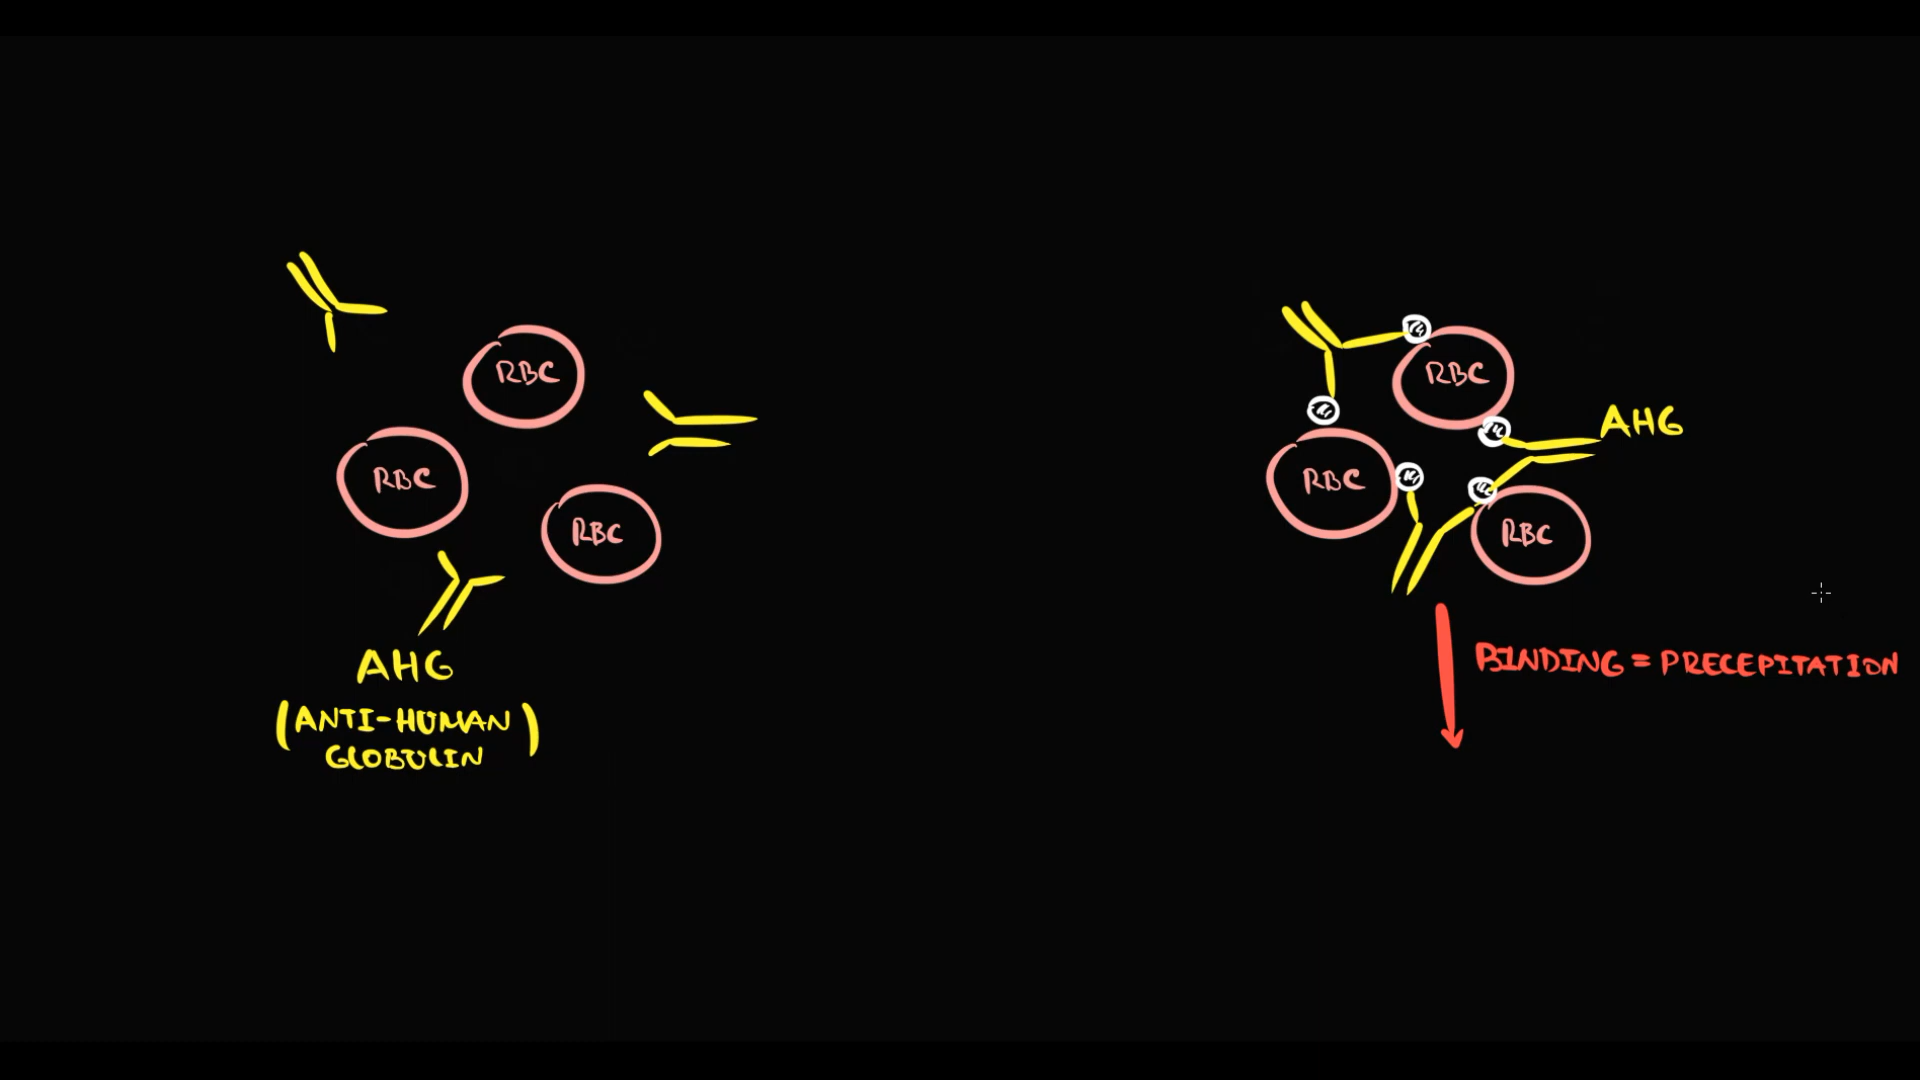 RBC
RBC
RBC
AHG
(ANTI-HUMAN
GLOBULIN)
RBC
AHG
RBC
RBC
BINDING = PRECEPITATION